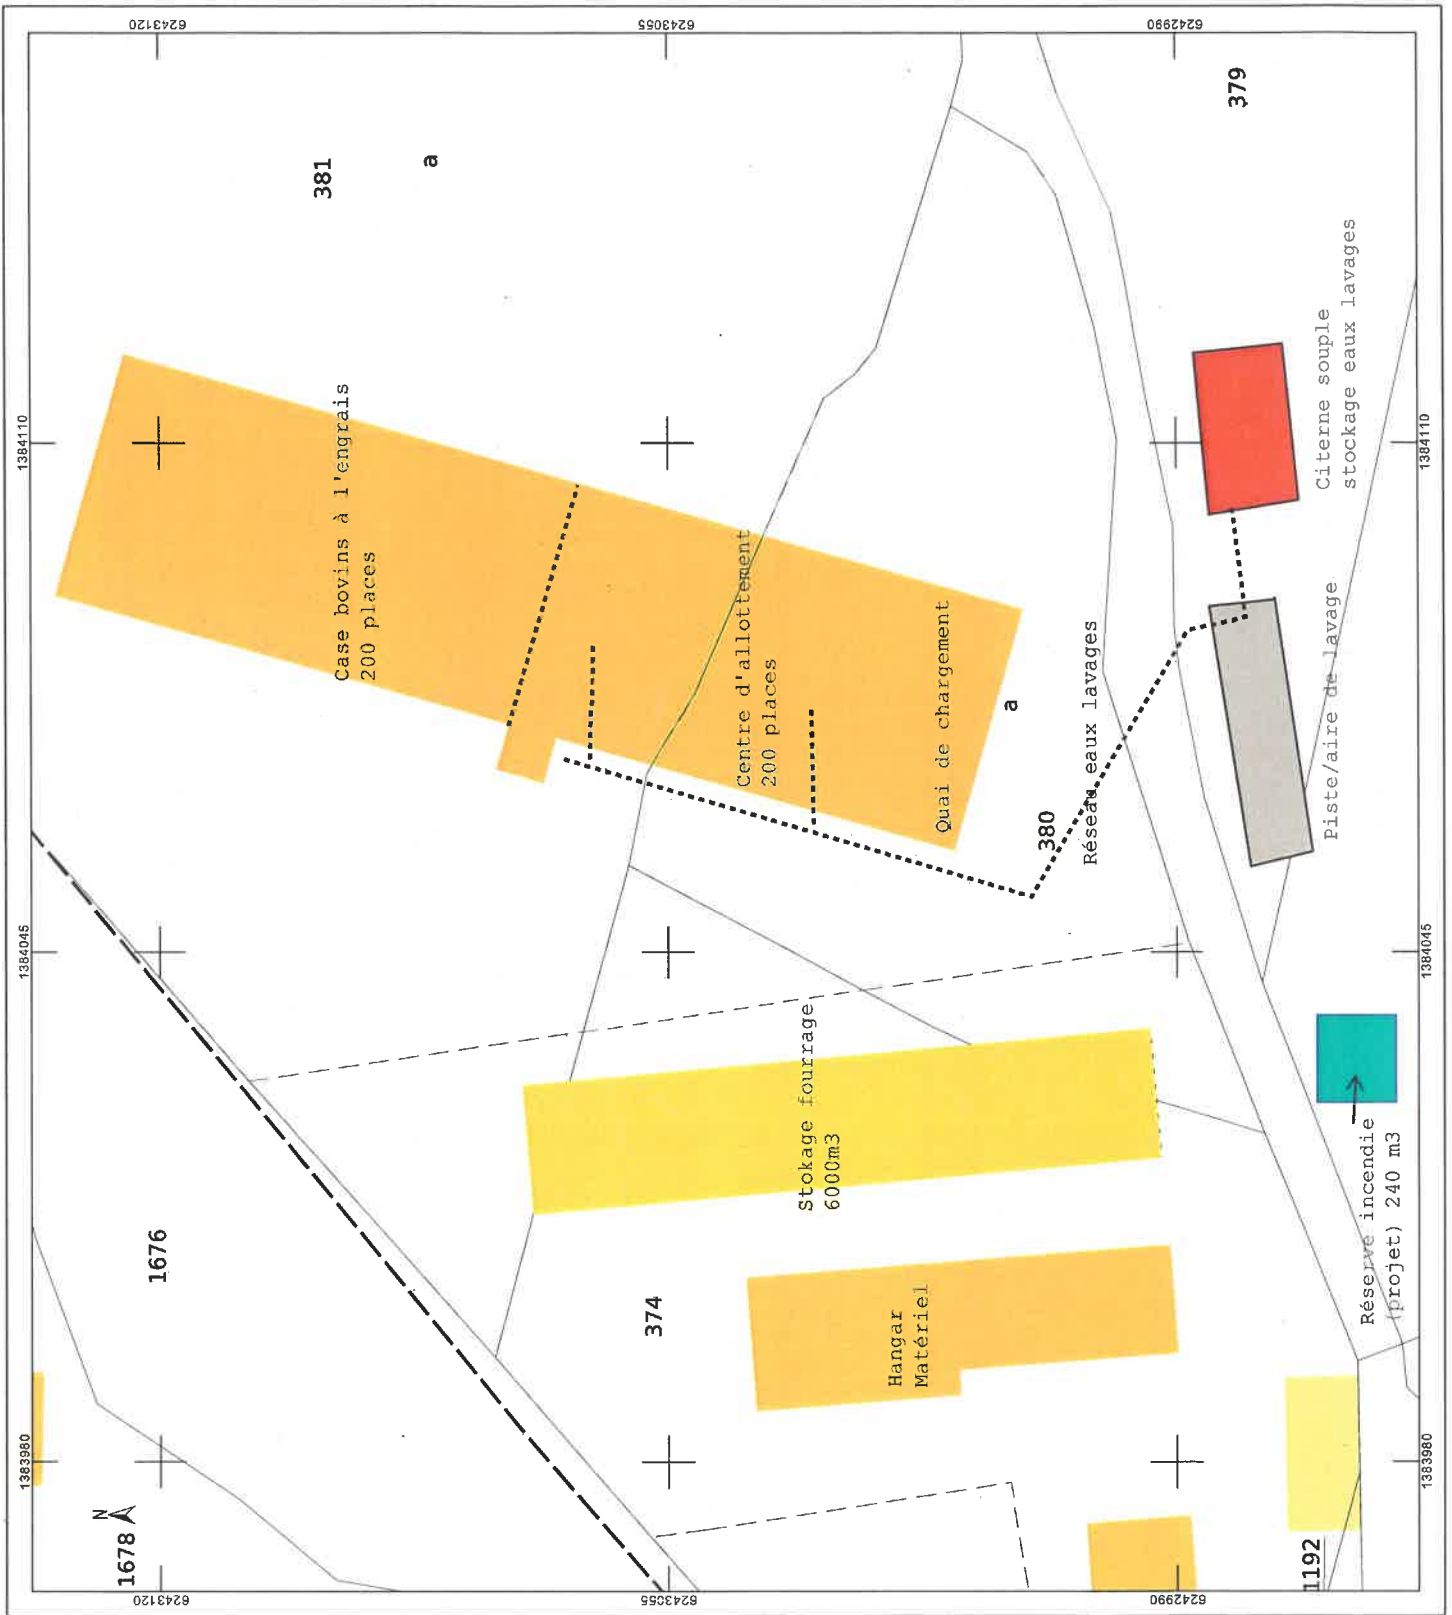 6243120
6243055
6242990
379
381
a
1384110
1384110
Case bovins à l'engrais
200 places
Citerne souple
stockage eaux lavages
Centre d'allottement
200 places
Quai de chargement
a
Réseau eaux lavages
380
Piste/aire de lavage
1384045
1384045
Stokage fourrage
6000m3
Réserve incendie
(projet) 240 m3
1676
374
Hangar
Matériel
1383980
1383980
N
1678
1192
6243120
6243055
6242990